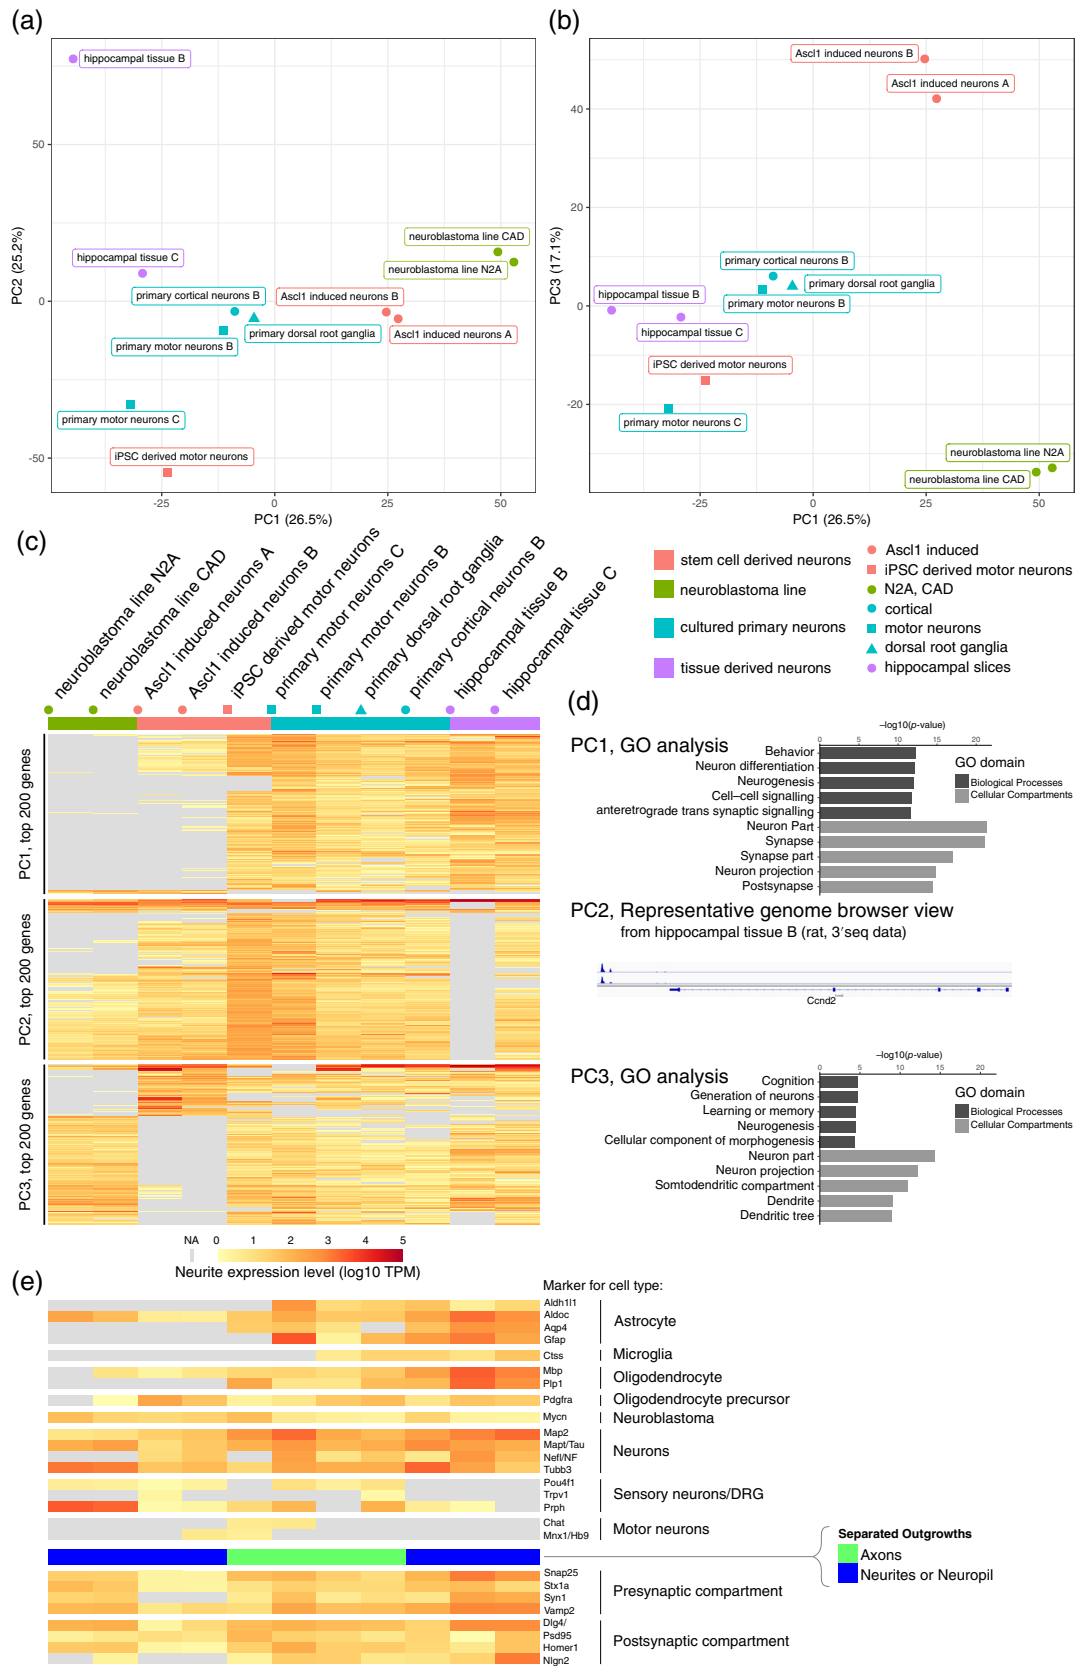 (a)
hippocampal tissue B
neuroblastoma line CAD
hippocampal tissue C
neuroblastoma line N2A
primary cortical neurons B
Ascl1 induced neurons B
primary dorsal root ganglia
Ascl1 induced neurons A
primary motor neurons B
primary motor neurons C
iPSC derived motor neurons
50
0
-50
PC2 (25.2%)
-25
0
25
50
PC1 (26.5%)
(b)
Ascl1 induced neurons B
Ascl1 induced neurons A
primary cortical neurons B
primary dorsal root ganglia
hippocampal tissue B
primary motor neurons B
hippocampal tissue C
iPSC derived motor neurons
primary motor neurons C
neuroblastoma line N2A
neuroblastoma line CAD
40
20
0
-20
PC3 (17.1%)
-25
0
25
50
PC1 (26.5%)
(c)
neuroblastoma line N2A
neuroblastoma line CAD
Ascl1 induced neurons A
Ascl1 induced neurons B
iPSC derived motor neurons
primary motor neurons C
primary motor neurons B
primary dorsal root ganglia
primary cortical neurons B
hippocampal tissue B
hippocampal tissue C
stem cell derived neurons
neuroblastoma line
cultured primary neurons
tissue derived neurons
Ascl1 induced
iPSC derived motor neurons
N2A, CAD
cortical
motor neurons
dorsal root ganglia
hippocampal slices
PC1, top 200 genes
PC2, top 200 genes
PC3, top 200 genes
NA 0 1 2 3 4 5
Neurite expression level (log10 TPM)
(d)
PC1, GO analysis
−log10(p-value)
0 5 10 15 20
Behavior
Neuron differentiation
Neurogenesis
Cell–cell signalling
anteretrograde trans synaptic signalling
Neuron Part
Synapse
Synapse part
Neuron projection
Postsynapse
GO domain
Biological Processes
Cellular Compartments
PC2, Representative genome browser view
from hippocampal tissue B (rat, 3′seq data)
Ccnd2
PC3, GO analysis
−log10(p-value)
0 5 10 15 20
Cognition
Generation of neurons
Learning or memory
Neurogenesis
Cellular component of morphogenesis
Neuron part
Neuron projection
Somtodendritic compartment
Dendrite
Dendritic tree
GO domain
Biological Processes
Cellular Compartments
(e)
Marker for cell type:
Aldh1l1
Aldoc
Aqp4
Gfap
Astrocyte
Ctss
Microglia
Mbp
Plp1
Oligodendrocyte
Pdgfra
Oligodendrocyte precursor
Mycn
Neuroblastoma
Map2
Mapt/Tau
Nefl/NF
Tubb3
Neurons
Pou4f1
Trpv1
Prph
Sensory neurons/DRG
Chat
Mnx1/Hb9
Motor neurons
Separated Outgrowths
Axons
Neurites or Neuropil
Snap25
Stx1a
Syn1
Vamp2
Presynaptic compartment
Dlg4/
Psd95
Homer1
Nlgn2
Postsynaptic compartment